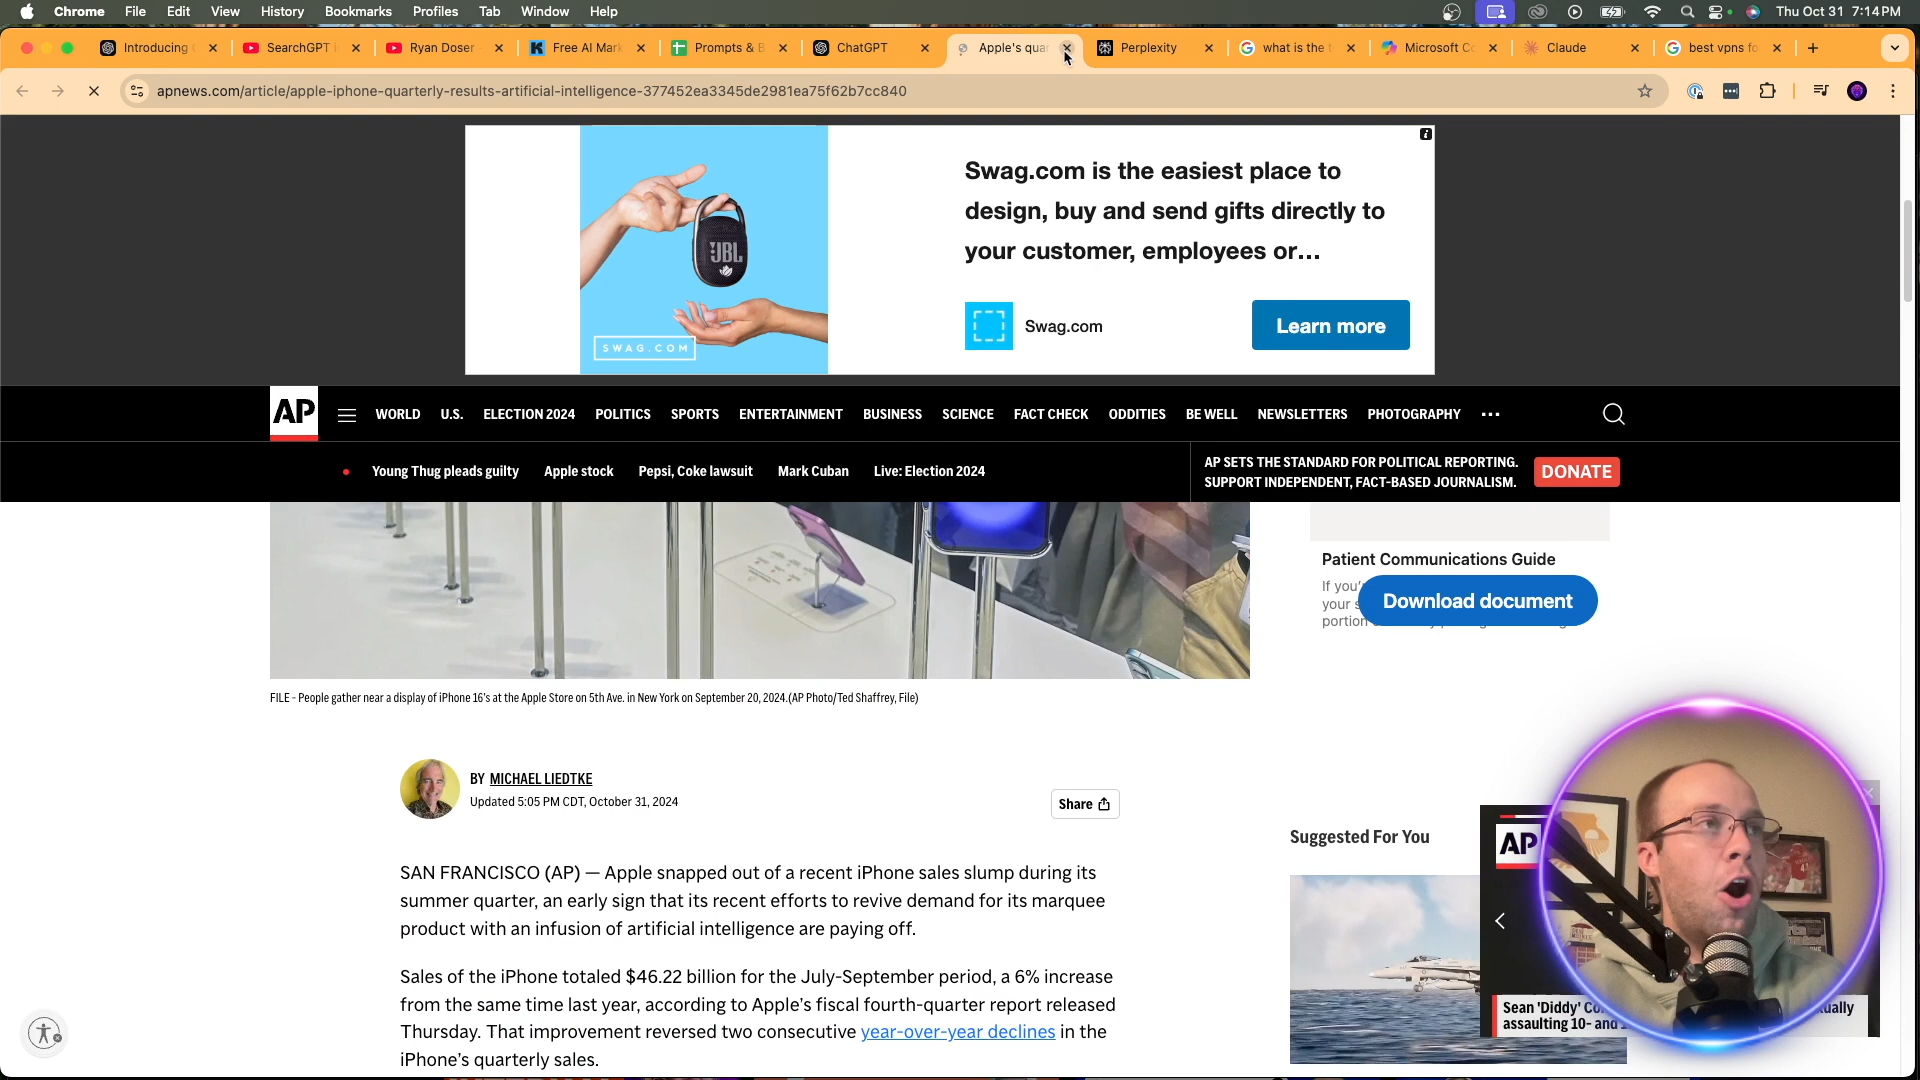 Chrome File Edit View History Bookmarks Profiles Tab Window Help Thu Oct 31 7:14 PM
Introducing SearchGPT i Ryan Doser Free AI Mark Prompts & B ChatGPT Apple's quar Perplexity what is the t Microsoft Co Claude best vpns fo
apnews.com/article/apple-iphone-quarterly-results-artificial-intelligence-377452ea3345de2981ea75f62b7cc840
Swag.com is the easiest place to
design, buy and send gifts directly to
your customer, employees or...
JBL
SWAG.COM
Swag.com
Learn more
AP WORLD U.S. ELECTION 2024 POLITICS SPORTS ENTERTAINMENT BUSINESS SCIENCE FACT CHECK ODDITIES BE WELL NEWSLETTERS PHOTOGRAPHY
Young Thug pleads guilty Apple stock Pepsi, Coke lawsuit Mark Cuban Live: Election 2024
AP SETS THE STANDARD FOR POLITICAL REPORTING.
SUPPORT INDEPENDENT, FACT-BASED JOURNALISM.
DONATE
Patient Communications Guide
If you'
your s
portion
Download document
FILE - People gather near a display of iPhone 16's at the Apple Store on 5th Ave. in New York on September 20, 2024.(AP Photo/Ted Shaffrey, File)
BY MICHAEL LIEDTKE
Updated 5:05 PM CDT, October 31, 2024
Share
SAN FRANCISCO (AP) — Apple snapped out of a recent iPhone sales slump during its
summer quarter, an early sign that its recent efforts to revive demand for its marquee
product with an infusion of artificial intelligence are paying off.
Sales of the iPhone totaled $46.22 billion for the July-September period, a 6% increase
from the same time last year, according to Apple's fiscal fourth-quarter report released
Thursday. That improvement reversed two consecutive year-over-year declines in the
iPhone's quarterly sales.
Suggested For You
AP
Sean 'Diddy' Co ually
assaulting 10- and